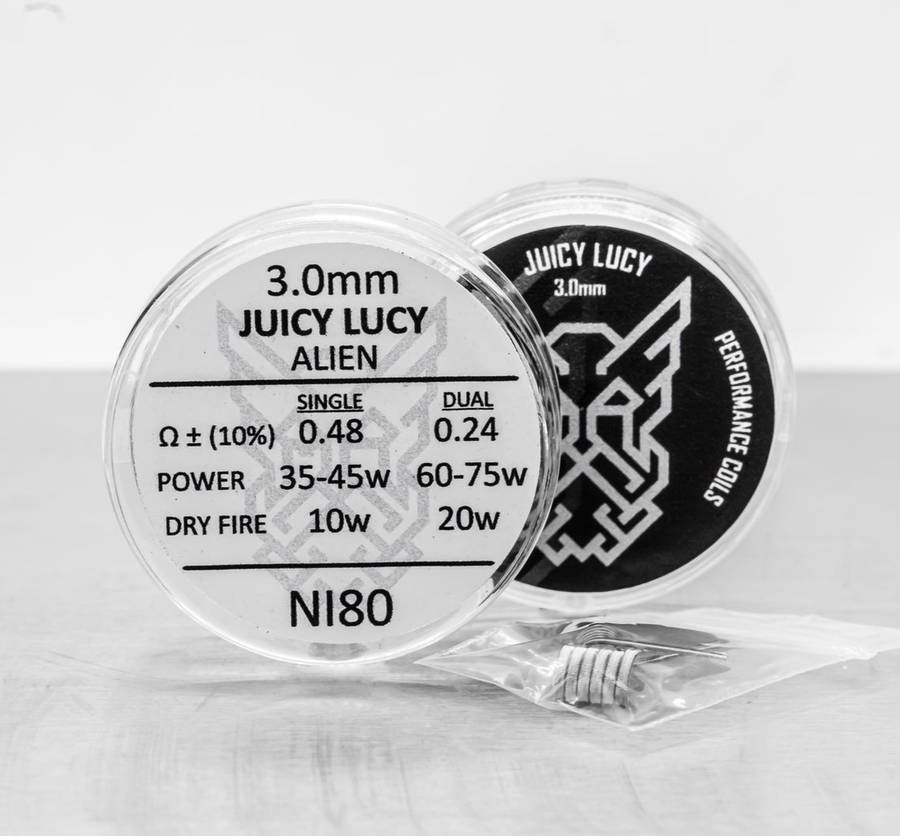 3.0mm
JUICY LUCY
ALIEN
SINGLE DUAL
Ω ± (10%) 0.48 0.24
POWER 35-45w 60-75w
DRY FIRE 10w 20w
NI80
JUICY LUCY
3.0mm
PERFORMANCE COILS